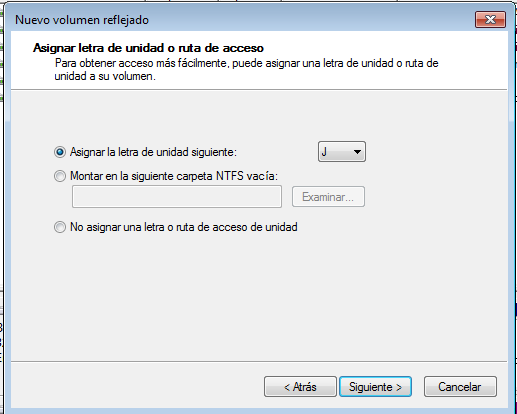 Nuevo volumen reflejado
Asignar letra de unidad o ruta de acceso
Para obtener acceso más fácilmente, puede asignar una letra de unidad o ruta de
unidad a su volumen.
Asignar la letra de unidad siguiente:
J
Montar en la siguiente carpeta NTFS vacía:
Examinar...
No asignar una letra o ruta de acceso de unidad
< Atrás
Siguiente >
Cancelar